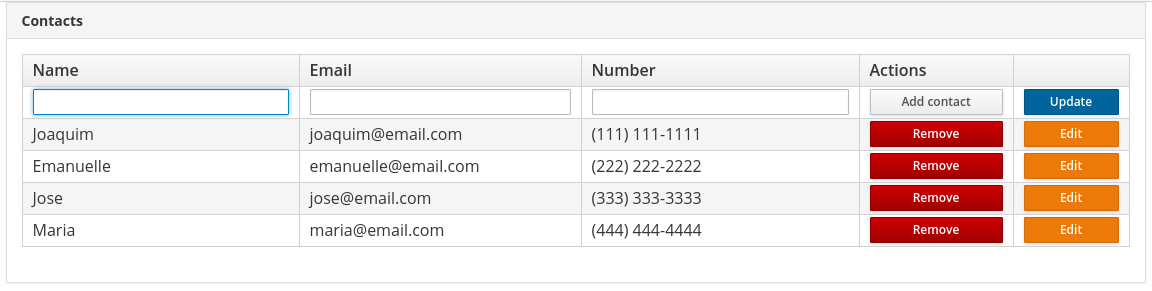 Contacts
Name Email Number Actions
Add contact Update
Joaquim joaquim@email.com (111) 111-1111 Remove Edit
Emanuelle emanuelle@email.com (222) 222-2222 Remove Edit
Jose jose@email.com (333) 333-3333 Remove Edit
Maria maria@email.com (444) 444-4444 Remove Edit